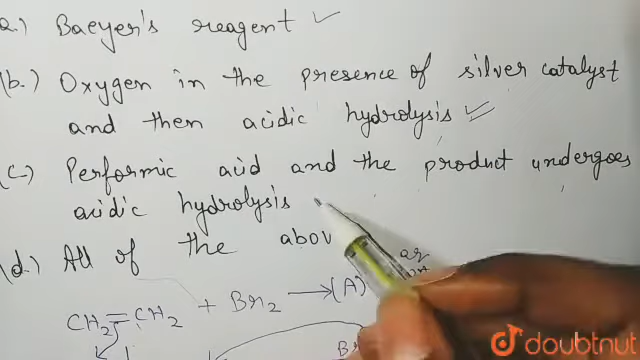 a.) Baeyer's reagent ✓
(b.) Oxygen in the presence of silver catalyst
and then acidic hydrolysis ✓
(c.) Performic acid and the product undergoes
acidic hydrolysis
(d.) All of the abov
CH₂=CH₂ + Br₂ → (A)
Br
doubtnut